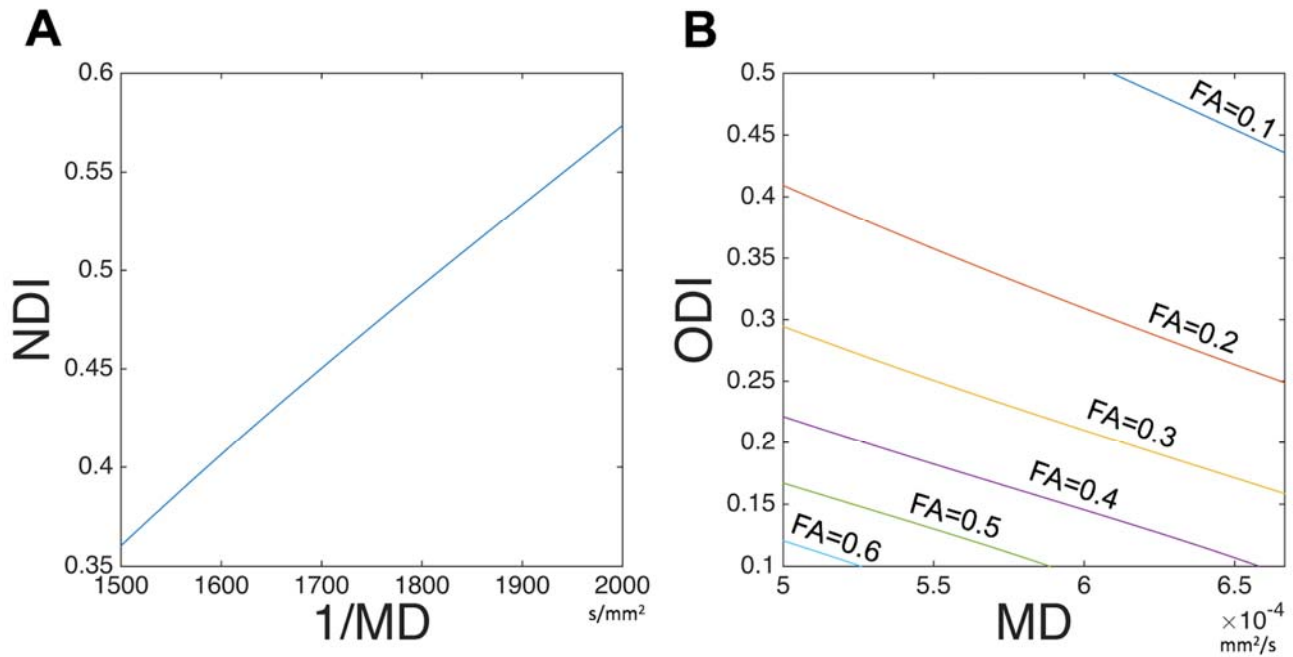 A
NDI
0.6
0.55
0.5
0.45
0.4
0.35
1500 1600 1700 1800 1900 2000
1/MD
s/mm²
B
ODI
0.5
0.45
0.4
0.35
0.3
0.25
0.2
0.15
0.1
FA=0.1
FA=0.2
FA=0.3
FA=0.4
FA=0.5
FA=0.6
5 5.5 6 6.5
MD
×10⁻⁴
mm²/s